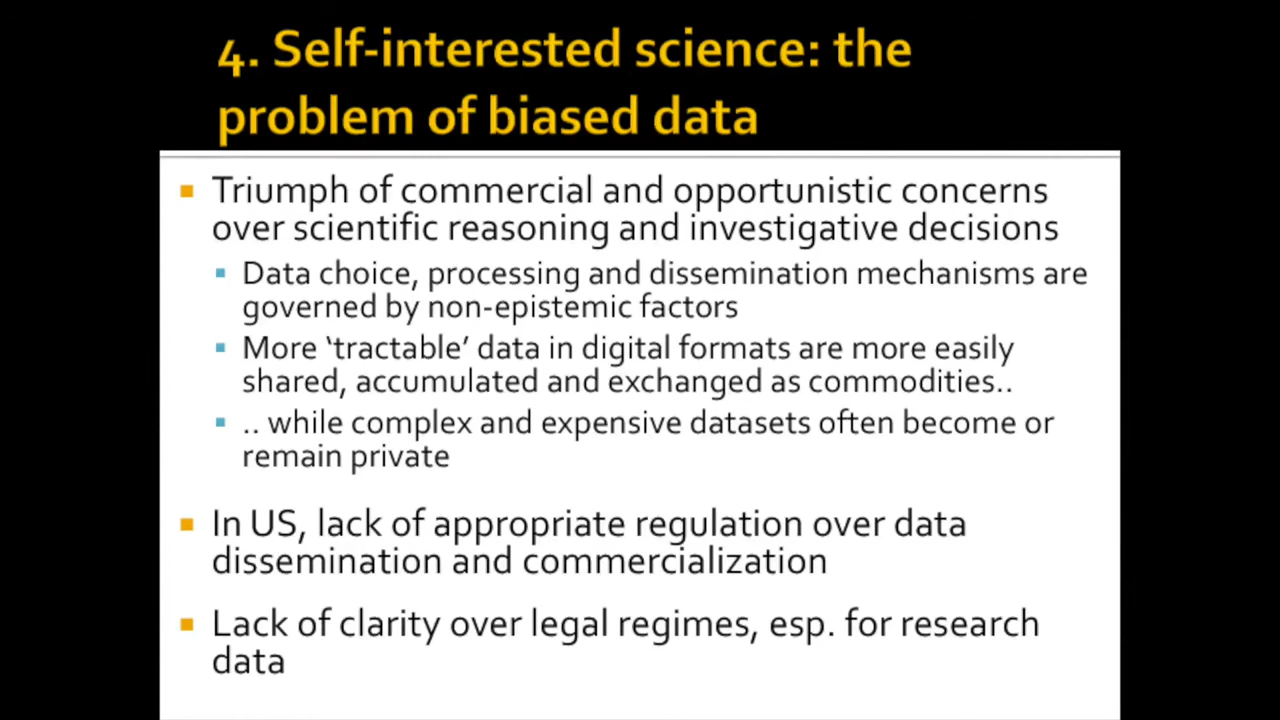 4. Self-interested science: the
problem of biased data
Triumph of commercial and opportunistic concerns
over scientific reasoning and investigative decisions
Data choice, processing and dissemination mechanisms are
governed by non-epistemic factors
More ‘tractable’ data in digital formats are more easily
shared, accumulated and exchanged as commodities..
.. while complex and expensive datasets often become or
remain private
In US, lack of appropriate regulation over data
dissemination and commercialization
Lack of clarity over legal regimes, esp. for research
data